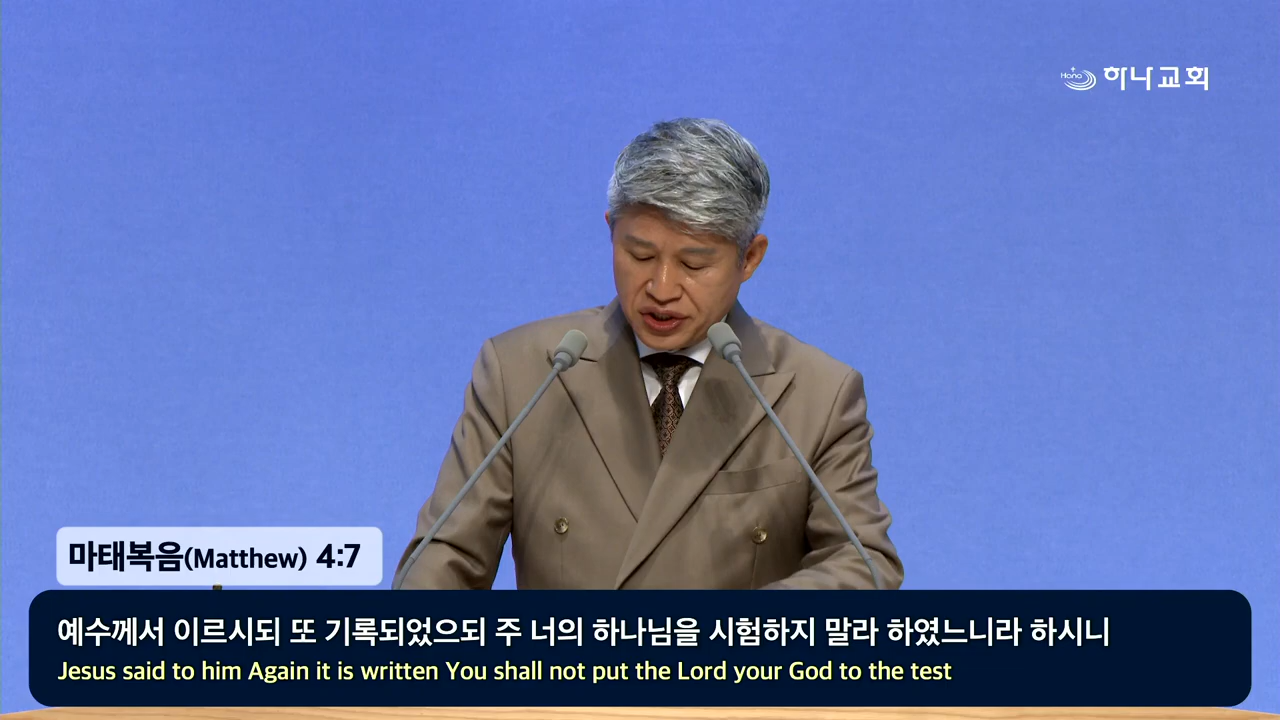 Hana 하나교회
마태복음(Matthew) 4:7
예수께서 이르시되 또 기록되었으되 주 너의 하나님을 시험하지 말라 하였느니라 하시니
Jesus said to him Again it is written You shall not put the Lord your God to the test